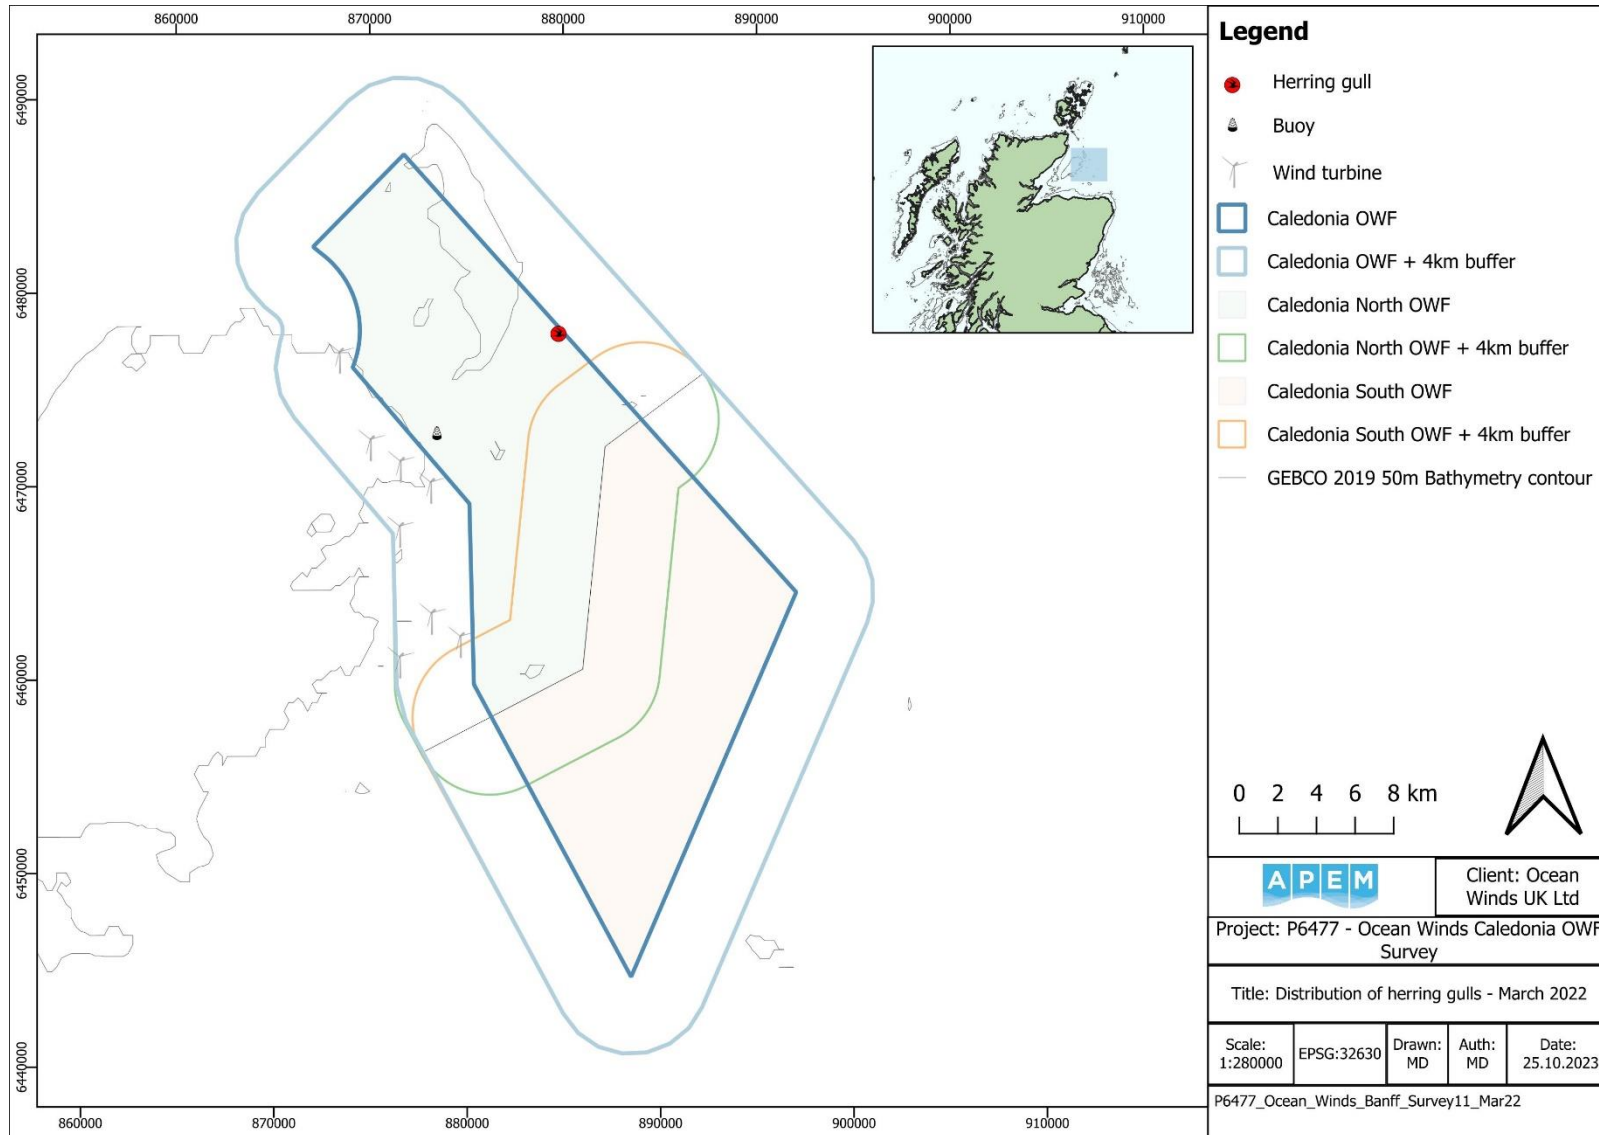 860000
870000
880000
890000
900000
910000
6490000
6480000
6470000
6460000
6450000
6440000
860000
870000
880000
890000
900000
910000
Legend
Herring gull
Buoy
Wind turbine
Caledonia OWF
Caledonia OWF + 4km buffer
Caledonia North OWF
Caledonia North OWF + 4km buffer
Caledonia South OWF
Caledonia South OWF + 4km buffer
GEBCO 2019 50m Bathymetry contour
0 2 4 6 8 km
APEM
Client: Ocean
Winds UK Ltd
Project: P6477 - Ocean Winds Caledonia OWF
Survey
Title: Distribution of herring gulls - March 2022
Scale:
1:280000
EPSG:32630
Drawn:
MD
Auth:
MD
Date:
25.10.2023
P6477_Ocean_Winds_Banff_Survey11_Mar22